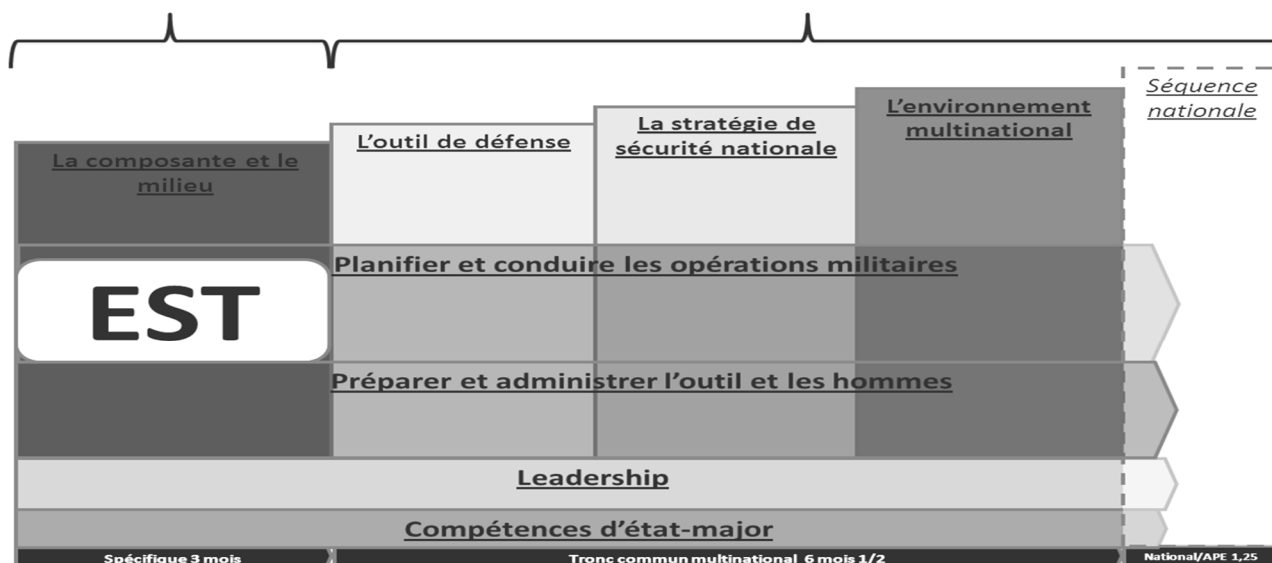 Séquence
nationale
L'environnement
multinational
La stratégie de
sécurité nationale
L'outil de défense
La composante et le
milieu
Planifier et conduire les opérations militaires
EST
Préparer et administrer l'outil et les hommes
Leadership
Compétences d'état-major
Spécifique 3 mois
Tronc commun multinational 6 mois 1/2
National/APE 1,25